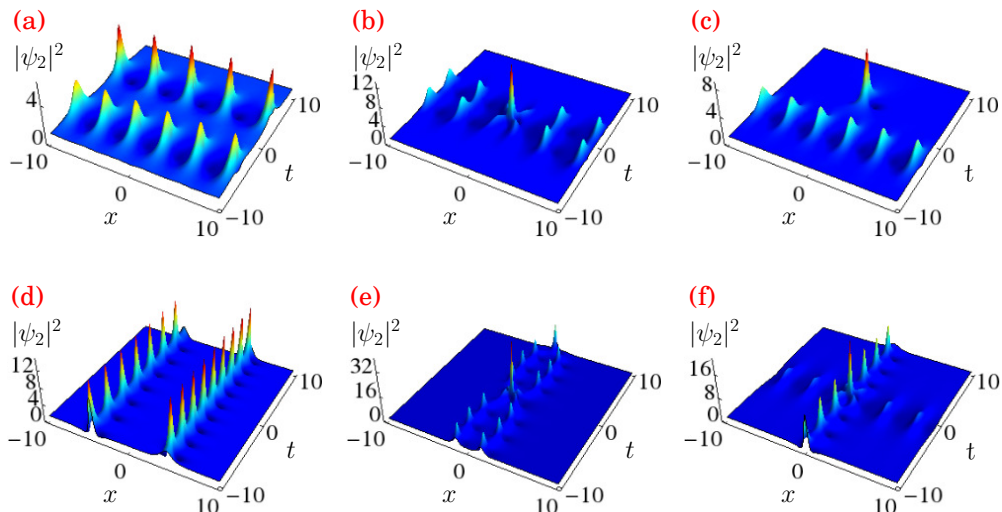 (a) (b) (c)
|ψ₂|² |ψ₂|² |ψ₂|²
4 0 −10 0 10 x −10 0 10 t
12 8 4 0 −10 0 10 x −10 0 10 t
8 4 0 −10 0 10 x −10 0 10 t
(d) (e) (f)
|ψ₂|² |ψ₂|² |ψ₂|²
12 8 4 0 −10 0 10 x −10 0 10 t
32 16 0 −10 0 10 x −10 0 10 t
16 8 0 −10 0 10 x −10 0 10 t